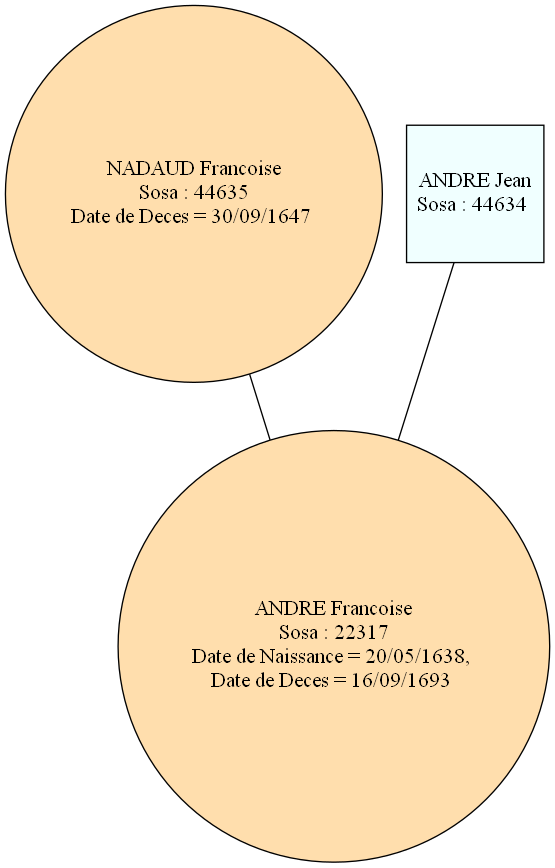 NADAUD Francoise
Sosa : 44635
Date de Deces = 30/09/1647
ANDRE Jean
Sosa : 44634
ANDRE Francoise
Sosa : 22317
Date de Naissance = 20/05/1638,
Date de Deces = 16/09/1693